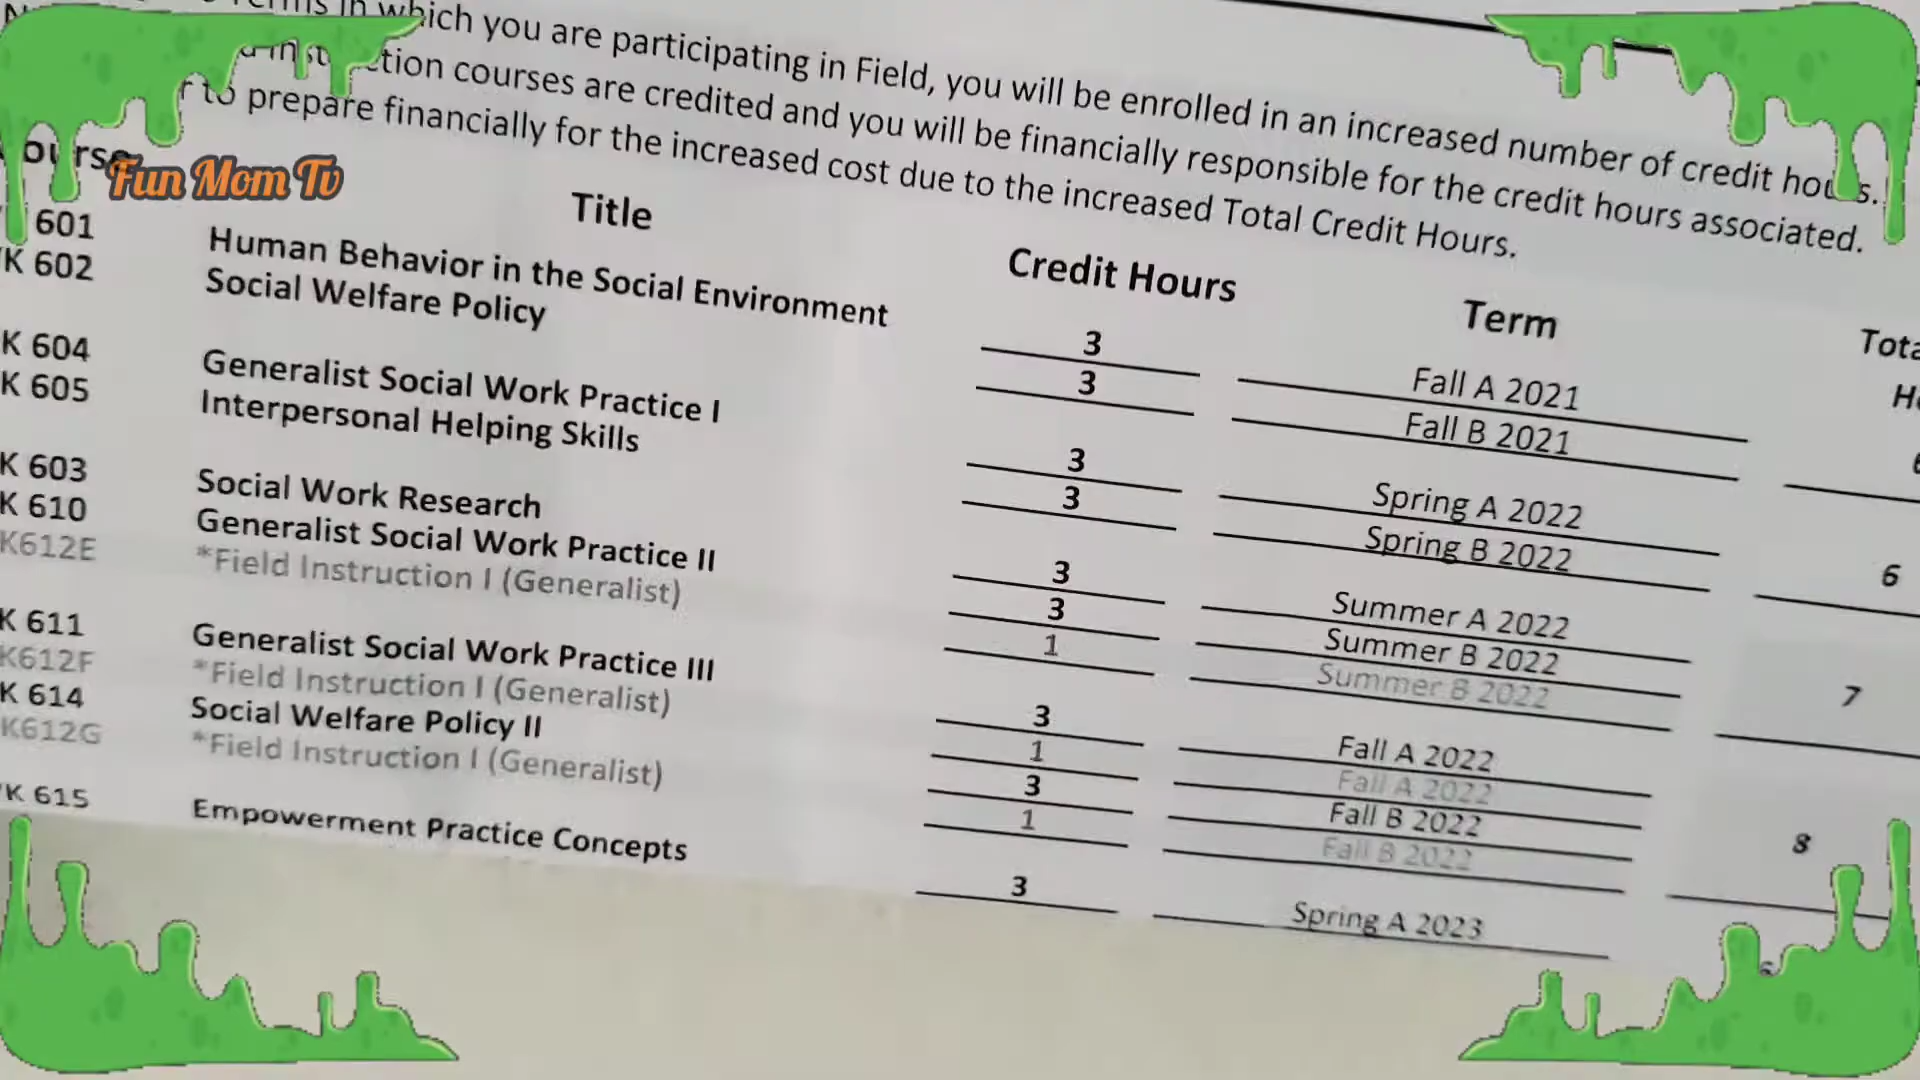 which you are participating in Field, you will be enrolled in an increased number of credit hours.
courses are credited and you will be financially responsible for the credit hours associated.
to prepare financially for the increased cost due to the increased Total Credit Hours.
Fun Mom Tv
Title Credit Hours Term
601 Human Behavior in the Social Environment 3 Fall A 2021
K 602 Social Welfare Policy 3 Fall B 2021
K 604 Generalist Social Work Practice I 3 Spring A 2022
K 605 Interpersonal Helping Skills 3 Spring B 2022 6
K 603 Social Work Research 3 Summer A 2022
K 610 Generalist Social Work Practice II 3 Summer B 2022
K612E *Field Instruction I (Generalist) 1 Summer B 2022 7
K 611 Generalist Social Work Practice III 3 Fall A 2022
K612F *Field Instruction I (Generalist) 1 Fall A 2022
K 614 Social Welfare Policy II 3 Fall B 2022
K612G *Field Instruction I (Generalist) 1 Fall B 2022 8
K 615 Empowerment Practice Concepts 3 Spring A 2023